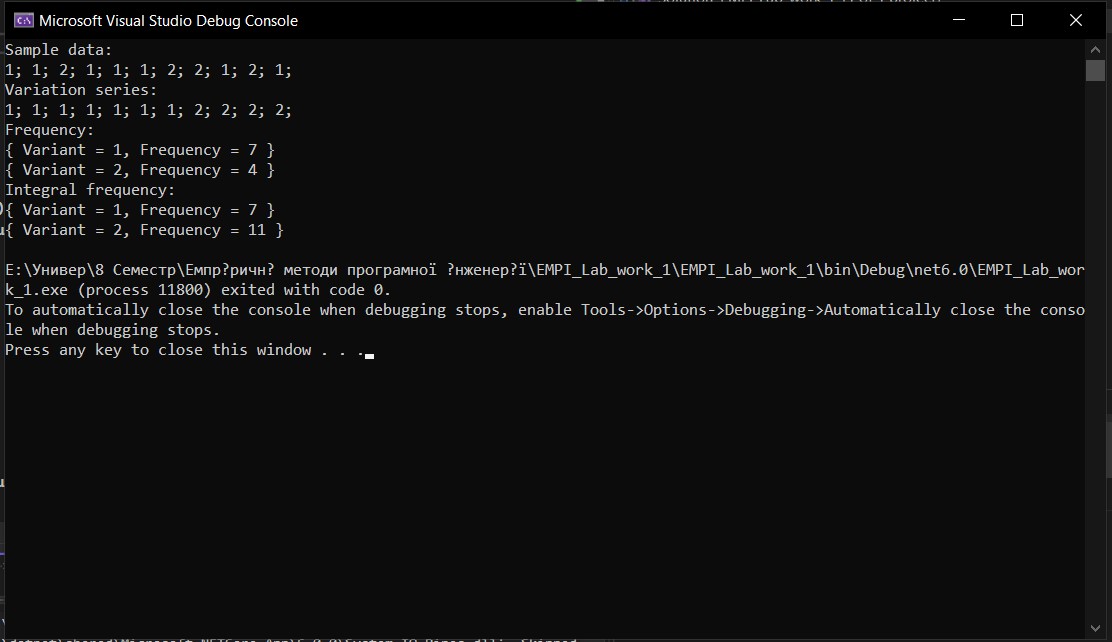 Microsoft Visual Studio Debug Console
Sample data:
1; 1; 2; 1; 1; 1; 2; 2; 1; 2; 1;
Variation series:
1; 1; 1; 1; 1; 1; 1; 2; 2; 2; 2;
Frequency:
{ Variant = 1, Frequency = 7 }
{ Variant = 2, Frequency = 4 }
Integral frequency:
{ Variant = 1, Frequency = 7 }
{ Variant = 2, Frequency = 11 }
E:\Универ\8 Семестр\Емпр?ричн? методи програмної ?нженер?ї\EMPI_Lab_work_1\EMPI_Lab_work_1\bin\Debug\net6.0\EMPI_Lab_wor
k_1.exe (process 11800) exited with code 0.
To automatically close the console when debugging stops, enable Tools->Options->Debugging->Automatically close the conso
le when debugging stops.
Press any key to close this window . . .